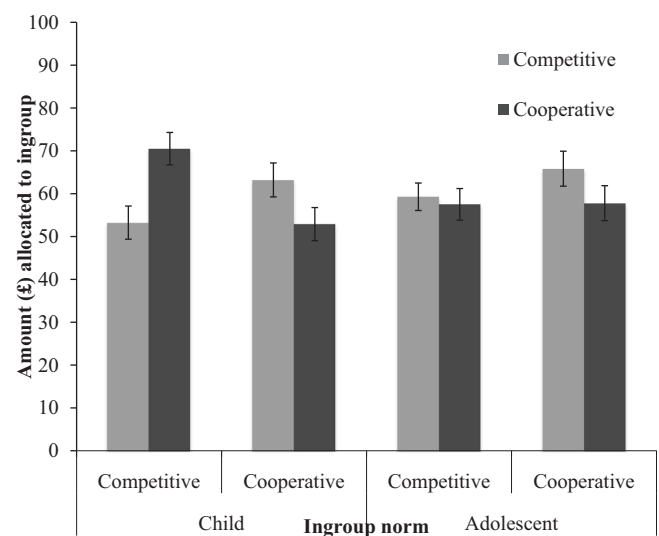 100
90
80
70
60
50
40
30
20
10
0
Amount (£) allocated to ingroup
Competitive
Cooperative
Competitive Cooperative Competitive Cooperative
Child Adolescent
Ingroup norm